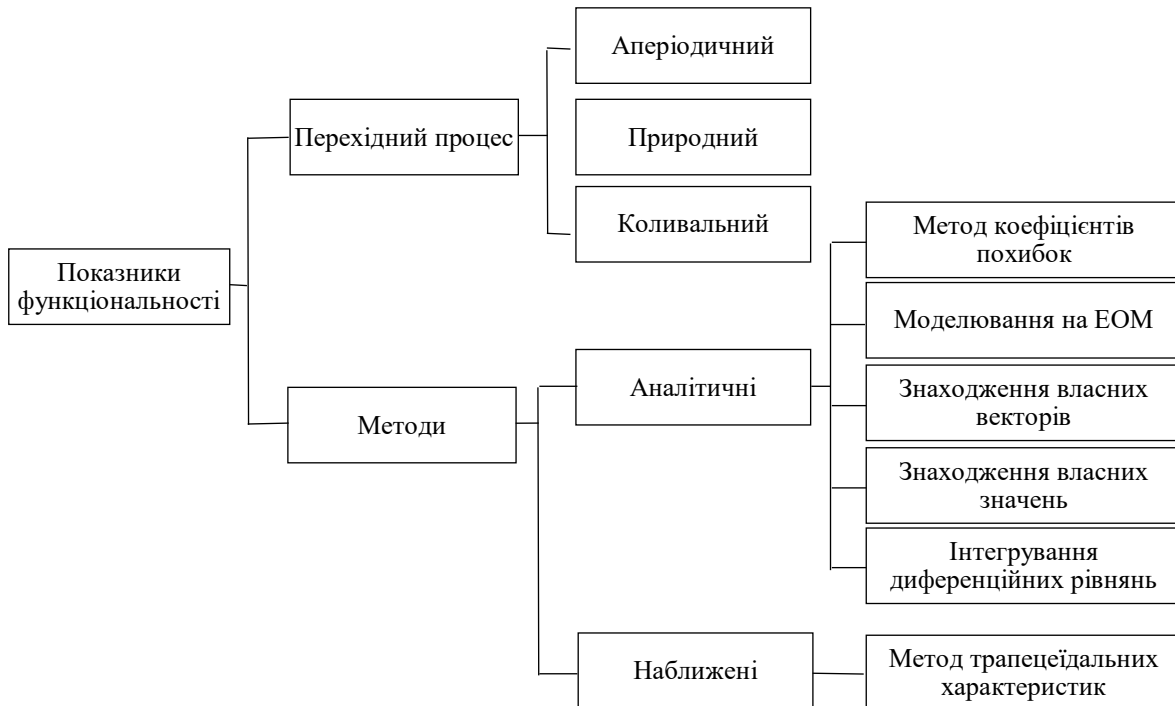 Аперіодичний
Перехідний процес
Природний
Коливальний
Показники
функціональності
Методи
Аналітичні
Метод коефіцієнтів
похибок
Моделювання на ЕОМ
Знаходження власних
векторів
Знаходження власних
значень
Інтегрування
диференційних рівнянь
Наближені
Метод трапецеїдальних
характеристик